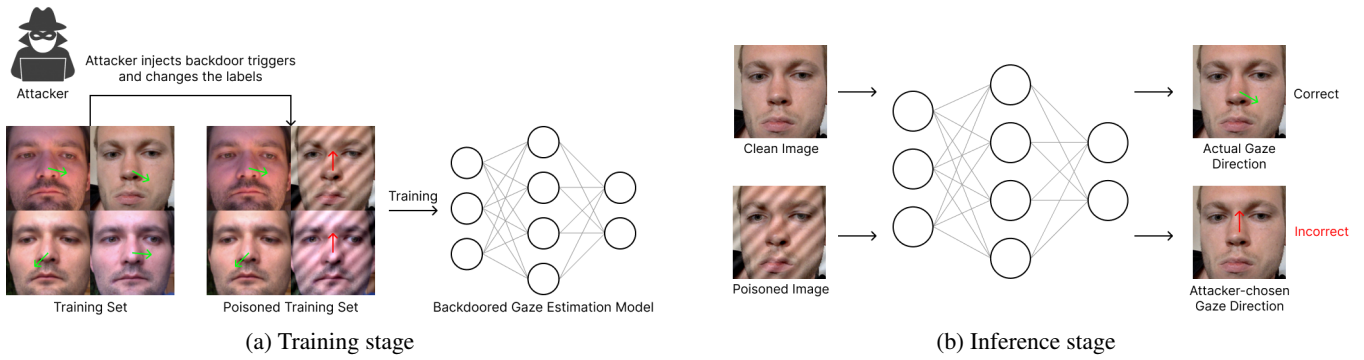 Attacker injects backdoor triggers
and changes the labels
Attacker
Training Set
Poisoned Training Set
Training
Backdoored Gaze Estimation Model
(a) Training stage
Clean Image
Poisoned Image
Actual Gaze
Direction
Correct
Attacker-chosen
Gaze Direction
Incorrect
(b) Inference stage